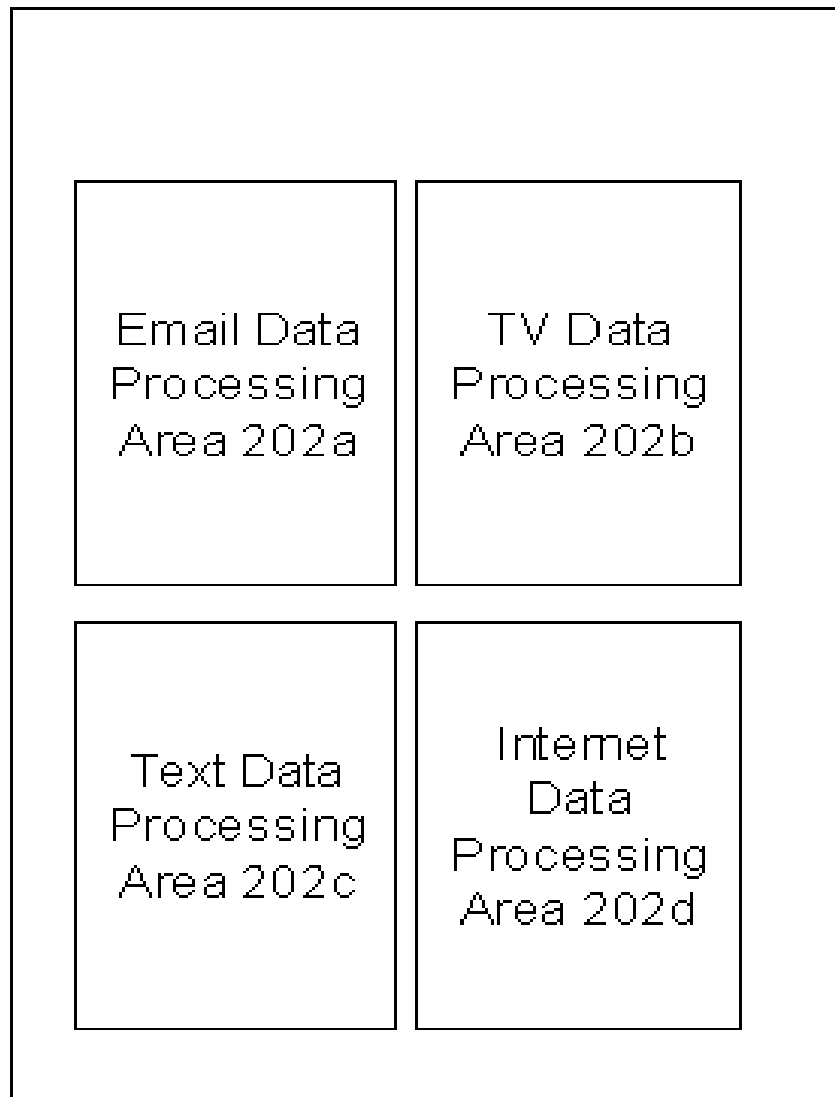 Email Data
Processing
Area 202a
TV Data
Processing
Area 202b
Text Data
Processing
Area 202c
Internet
Data
Processing
Area 202d